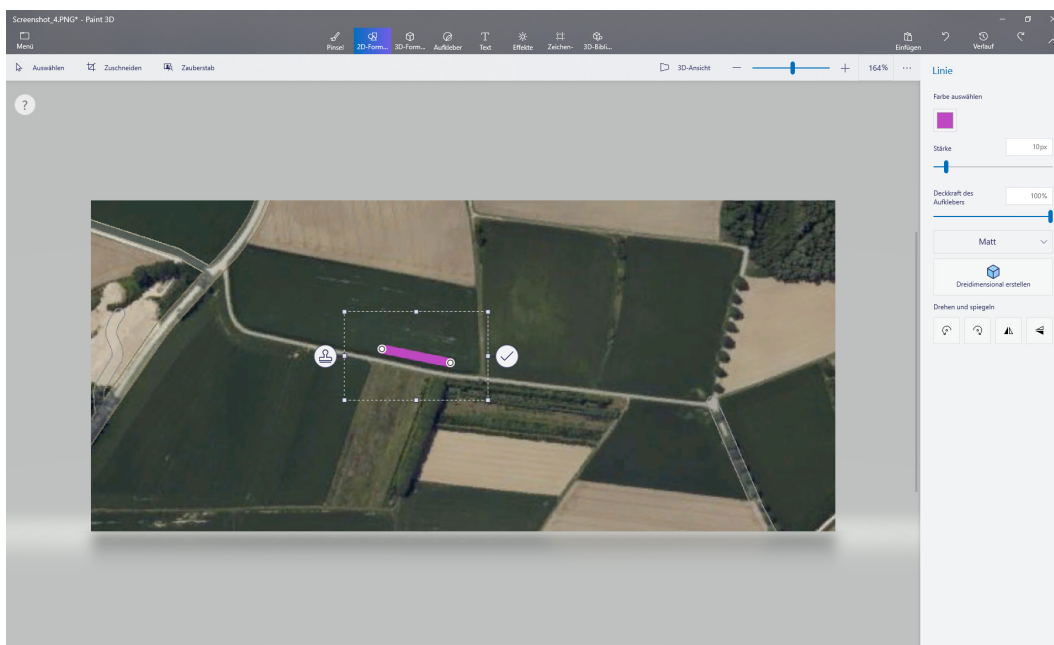 Screenshot_4.PNG* - Paint 3D
Menü
Pinsel
2D-Form...
3D-Form...
Aufkleber
Text
Effekte
Zeichen-
3D-Bibli...
Einfügen
Verlauf
Auswählen
Zuschneiden
Zauberstab
3D-Ansicht
164%
?
Linie
Farbe auswählen
Stärke
10px
Deckkraft des
Aufklebers
100%
Matt
Dreidimensional erstellen
Drehen und spiegeln